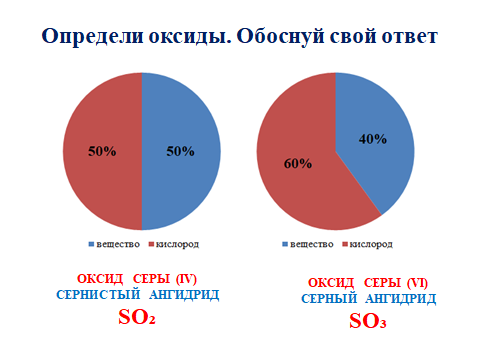 Определи оксиды. Обоснуй свой ответ
50%
50%
вещество кислород
ОКСИД СЕРЫ (IV)
СЕРНИСТЫЙ АНГИДРИД
SO₂
40%
60%
вещество кислород
ОКСИД СЕРЫ (VI)
СЕРНЫЙ АНГИДРИД
SO₃